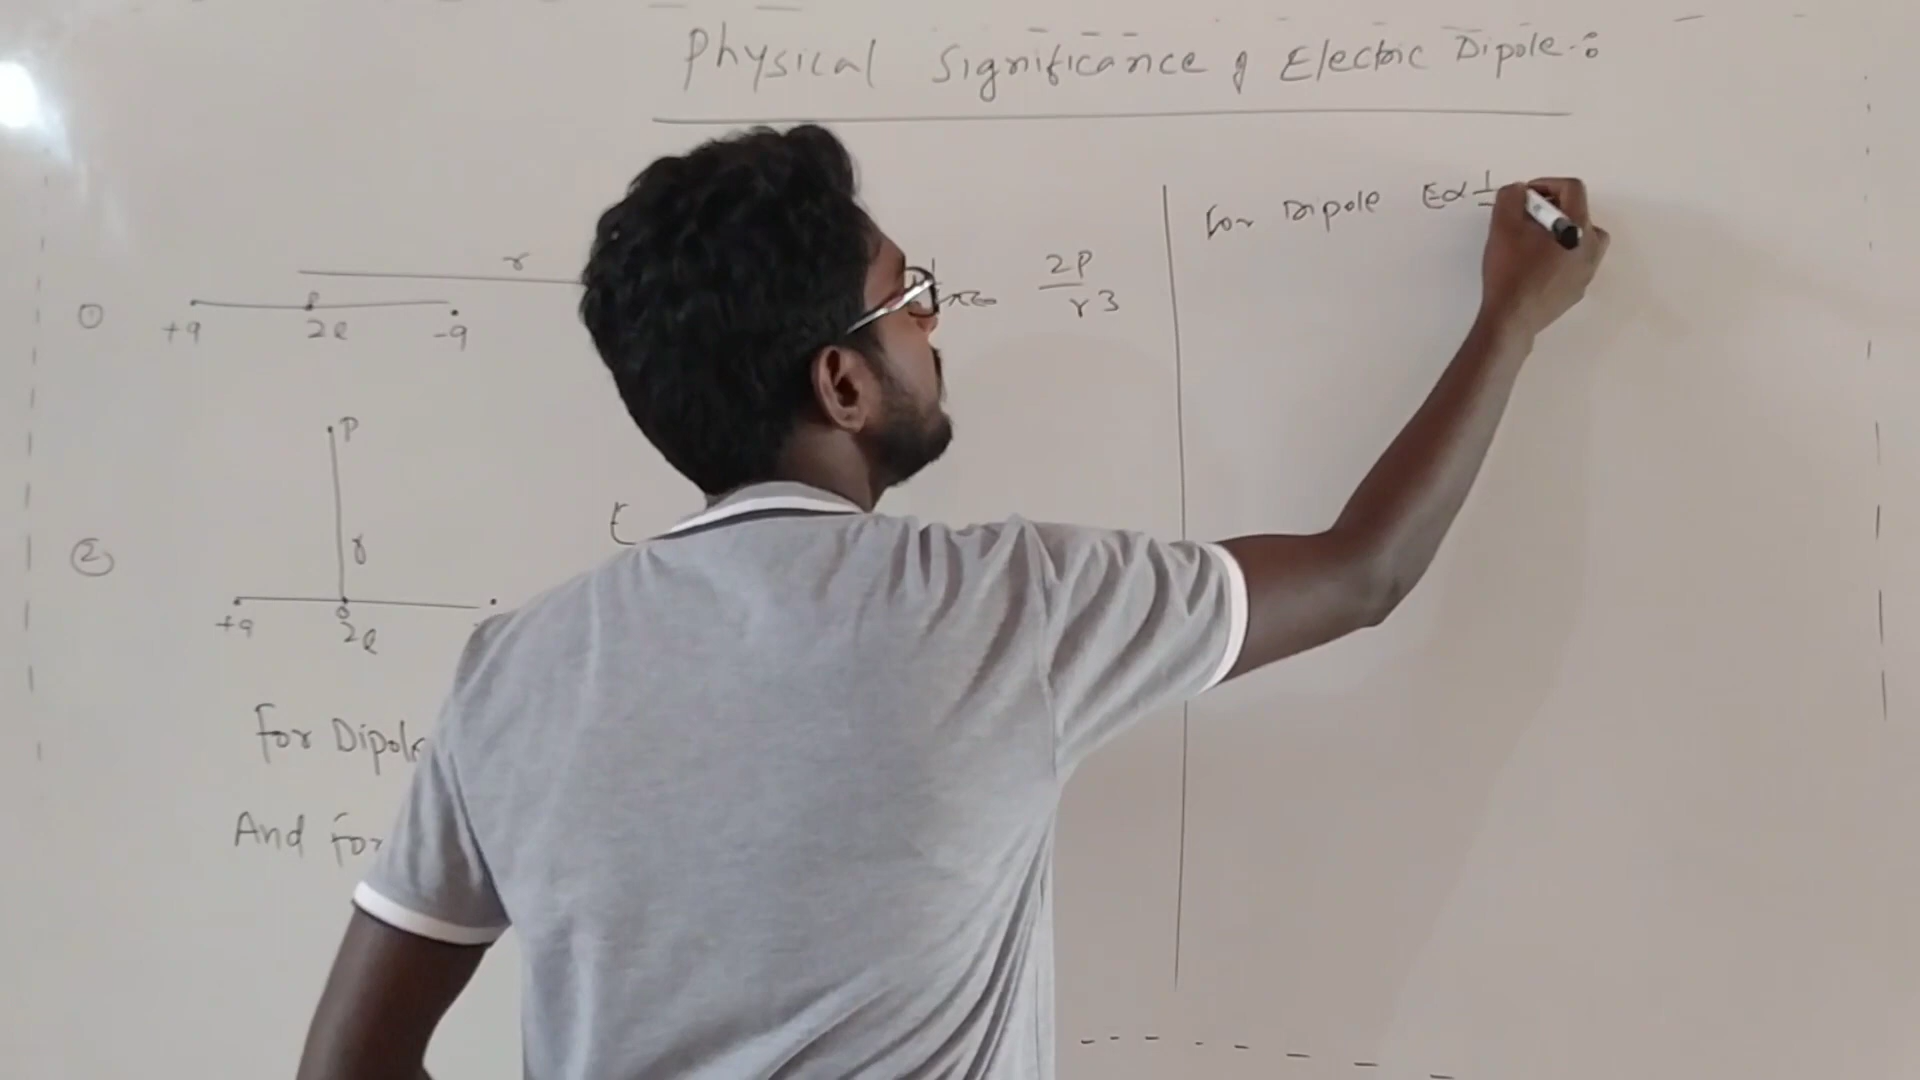 Physical Significance of Electric Dipole :
For Dipole E∝ 1
r
2P
r3
①
+q
2l
-q
P
r
②
+q
O
2l
E
For Dipole
And for